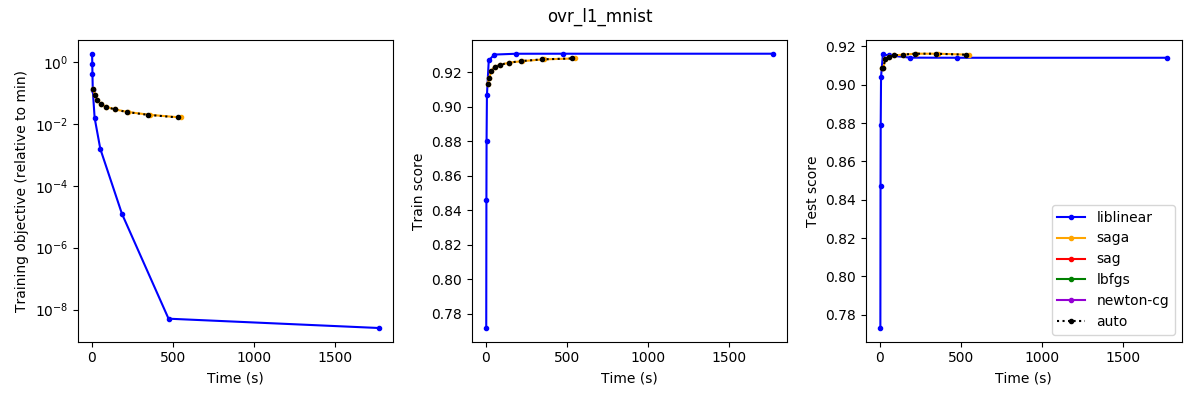 ovr_l1_mnist
Training objective (relative to min)
10⁰
10⁻²
10⁻⁴
10⁻⁶
10⁻⁸
0 500 1000 1500
Time (s)
Train score
0.92
0.90
0.88
0.86
0.84
0.82
0.80
0.78
0 500 1000 1500
Time (s)
Test score
0.92
0.90
0.88
0.86
0.84
0.82
0.80
0.78
0 500 1000 1500
Time (s)
liblinear
saga
sag
lbfgs
newton-cg
auto